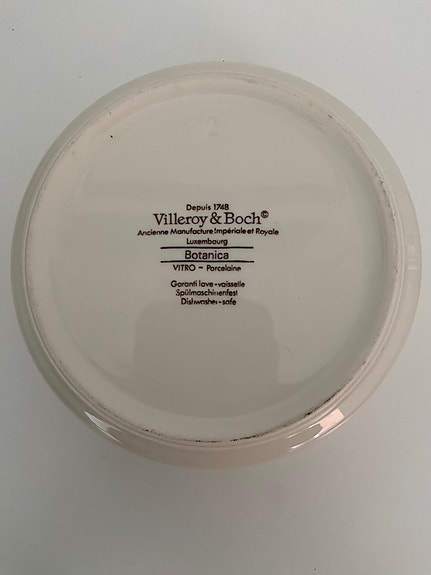 Depuis 1748
Villeroy & Boch©
Ancienne Manufacture Impériale et Royale
Luxembourg
Botanica
VITRO - Porcelaine
Garanti lave-vaisselle
Spülmaschinenfest
Dishwasher-safe